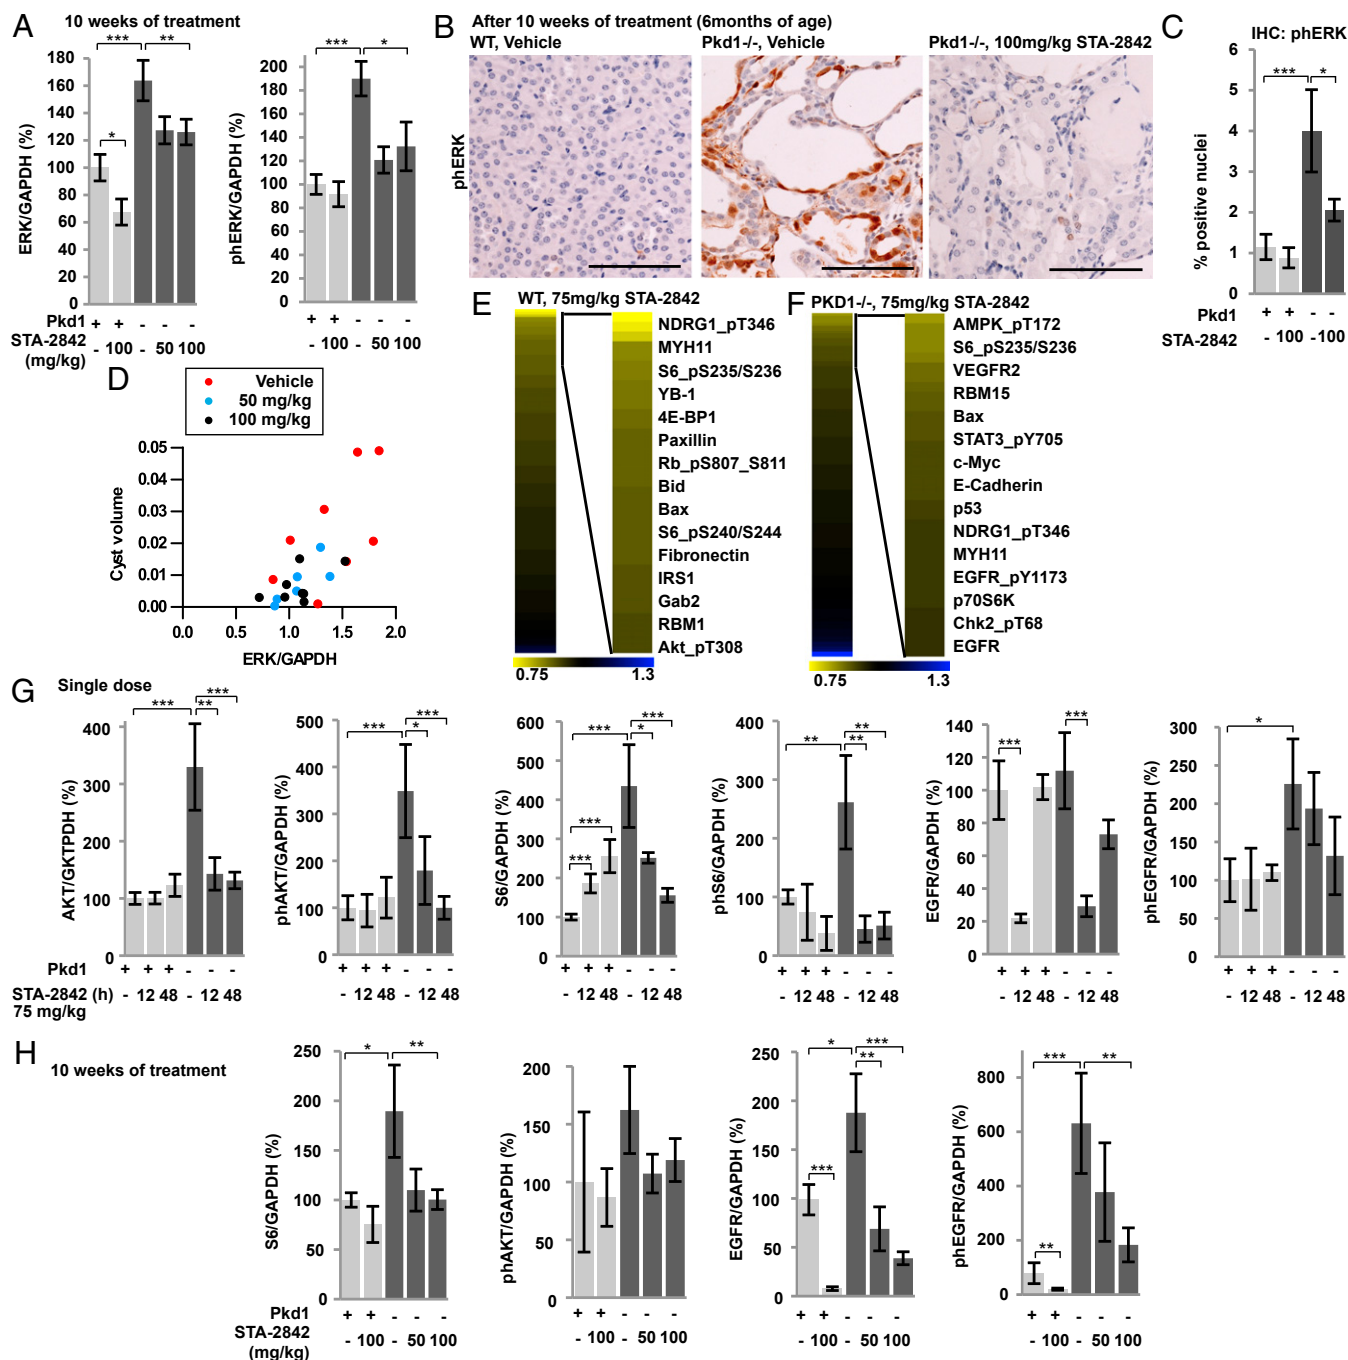 A
10 weeks of treatment
ERK/GAPDH (%)
180
160
140
120
100
80
60
40
20
0
***
**
*
Pkd1
+ + - - -
STA-2842
(mg/kg)
- 100 - 50 100
phERK/GAPDH (%)
200
180
160
140
120
100
80
60
40
20
0
***
*
+ + - - -
- 100 - 50 100
B
After 10 weeks of treatment (6months of age)
WT, Vehicle
Pkd1-/-, Vehicle
Pkd1-/-, 100mg/kg STA-2842
phERK
C
IHC: phERK
% positive nuclei
6
5
4
3
2
1
0
***
*
Pkd1
+ + - -
STA-2842
- 100 -100
D
Vehicle
50 mg/kg
100 mg/kg
Cyst volume
0.05
0.04
0.03
0.02
0.01
0.00
0.0 0.5 1.0 1.5 2.0
ERK/GAPDH
E
WT, 75mg/kg STA-2842
NDRG1_pT346
MYH11
S6_pS235/S236
YB-1
4E-BP1
Paxillin
Rb_pS807_S811
Bid
Bax
S6_pS240/S244
Fibronectin
IRS1
Gab2
RBM1
Akt_pT308
0.75 1.3
F
PKD1-/-, 75mg/kg STA-2842
AMPK_pT172
S6_pS235/S236
VEGFR2
RBM15
Bax
STAT3_pY705
c-Myc
E-Cadherin
p53
NDRG1_pT346
MYH11
EGFR_pY1173
p70S6K
Chk2_pT68
EGFR
0.75 1.3
G
Single dose
AKT/GKTPDH (%)
400
300
200
100
0
***
***
**
Pkd1
+ + + - - -
STA-2842 (h)
75 mg/kg
- 12 48 - 12 48
phAKT/GAPDH (%)
500
400
300
200
100
0
***
***
*
+ + + - - -
- 12 48 - 12 48
S6/GAPDH (%)
600
500
400
300
200
100
0
***
***
*
***
***
+ + + - - -
- 12 48 - 12 48
phS6/GAPDH (%)
400
300
200
100
0
**
**
**
+ + + - - -
- 12 48 - 12 48
EGFR/GAPDH (%)
140
120
100
80
60
40
20
0
***
***
+ + + - - -
- 12 48 - 12 48
phEGFR/GAPDH (%)
300
250
200
150
100
50
0
*
+ + + - - -
- 12 48 - 12 48
H
10 weeks of treatment
S6/GAPDH (%)
250
200
150
100
50
0
*
**
Pkd1
+ + - - -
STA-2842
(mg/kg)
- 100 - 50 100
phAKT/GAPDH (%)
200
150
100
50
0
+ + - - -
- 100 - 50 100
EGFR/GAPDH (%)
250
200
150
100
50
0
*
***
**
***
+ + - - -
- 100 - 50 100
phEGFR/GAPDH (%)
800
600
400
200
0
***
**
**
+ + - - -
- 100 - 50 100